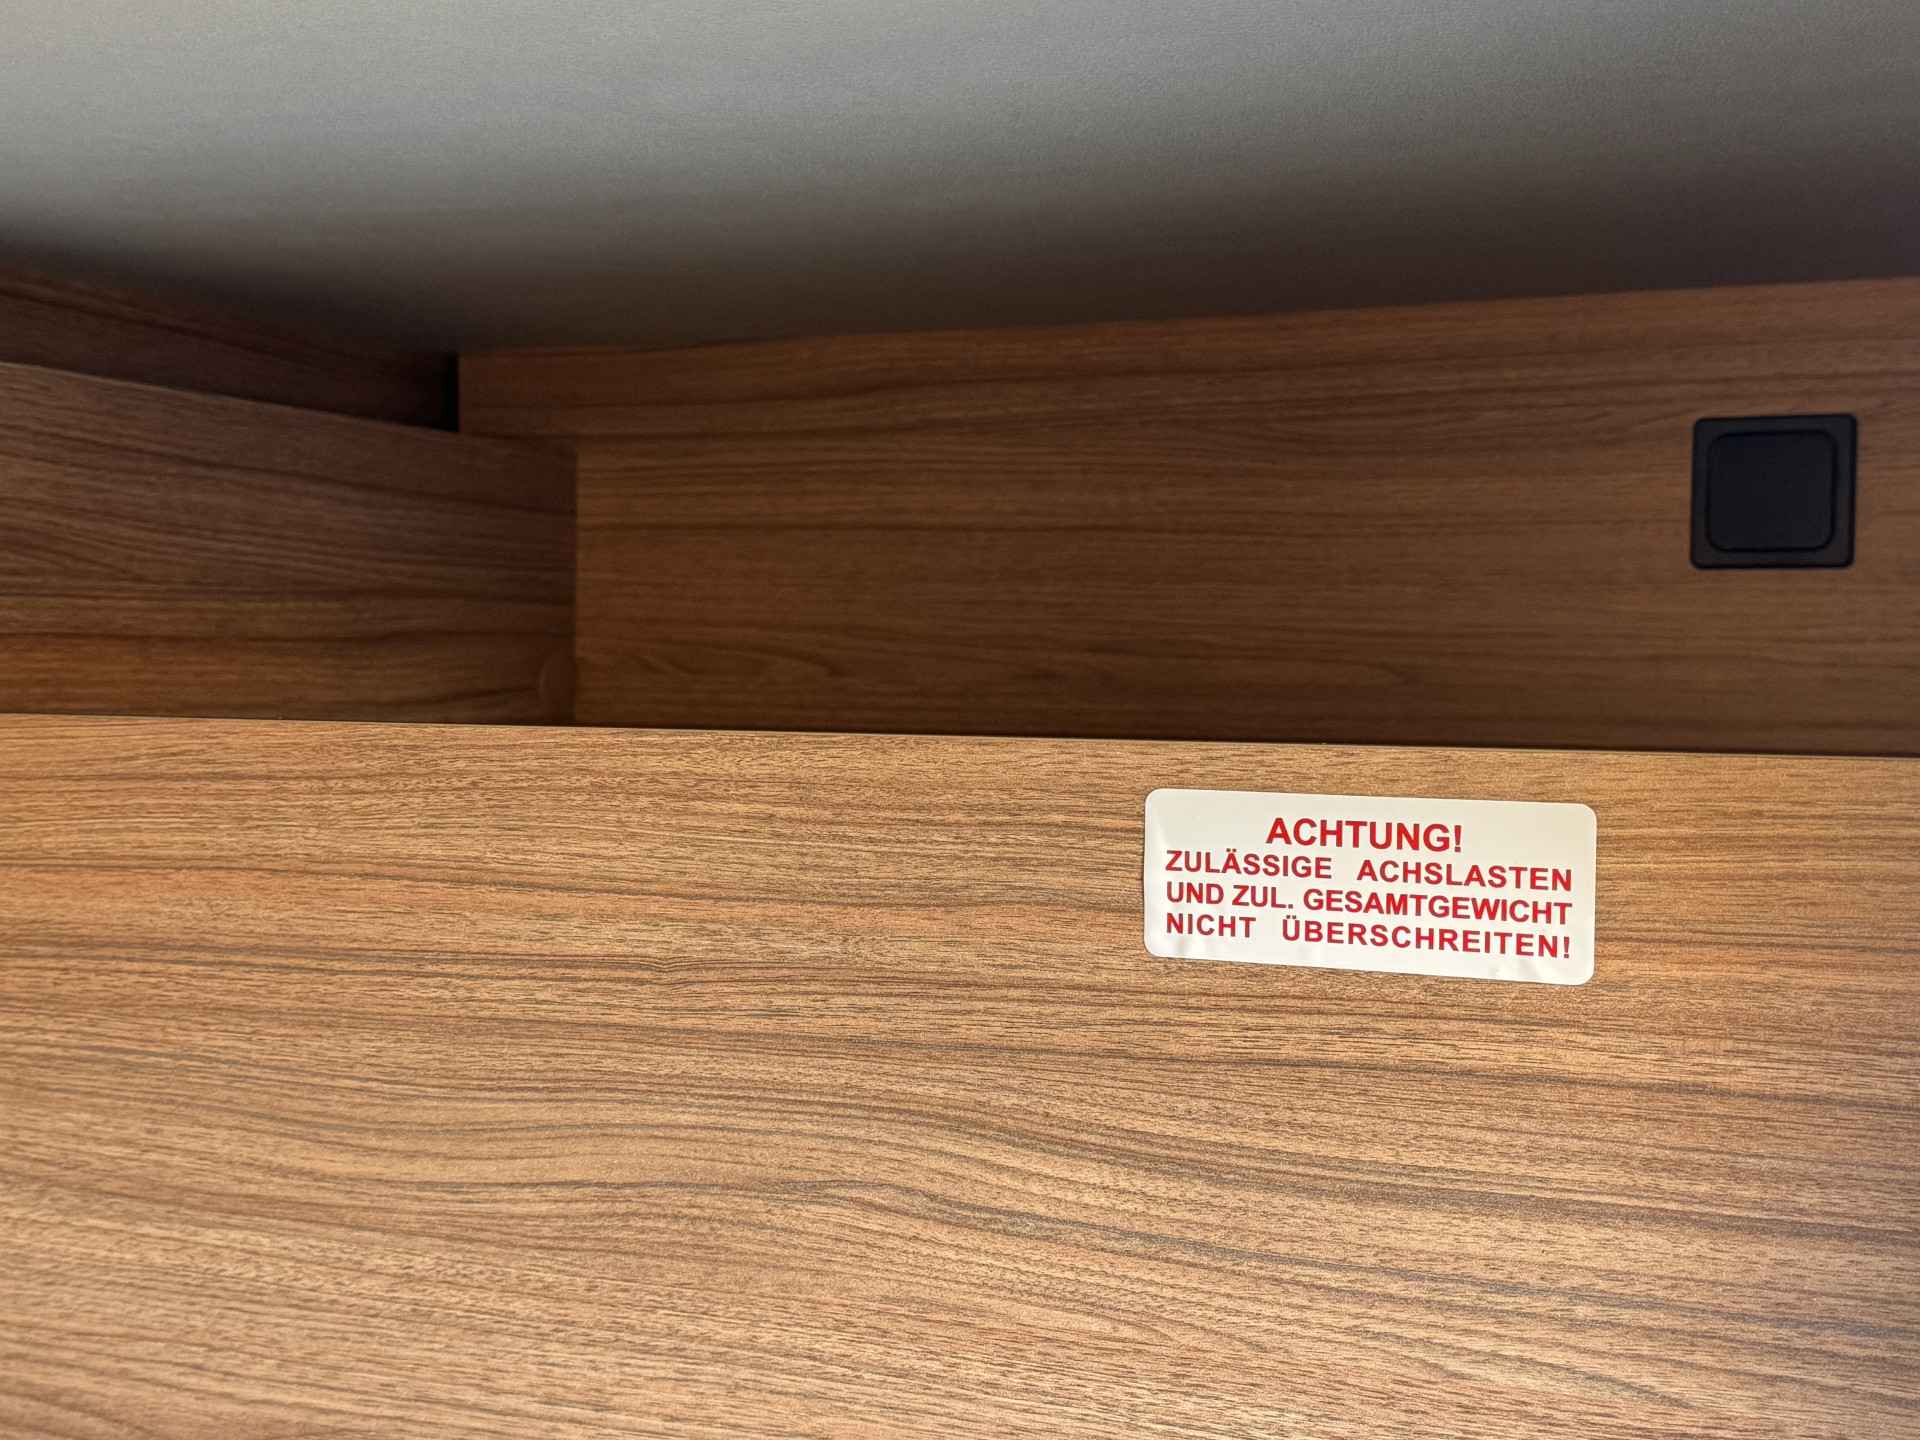 ACHTUNG!
ZULÄSSIGE ACHSLASTEN
UND ZUL. GESAMTGEWICHT
NICHT ÜBERSCHREITEN!